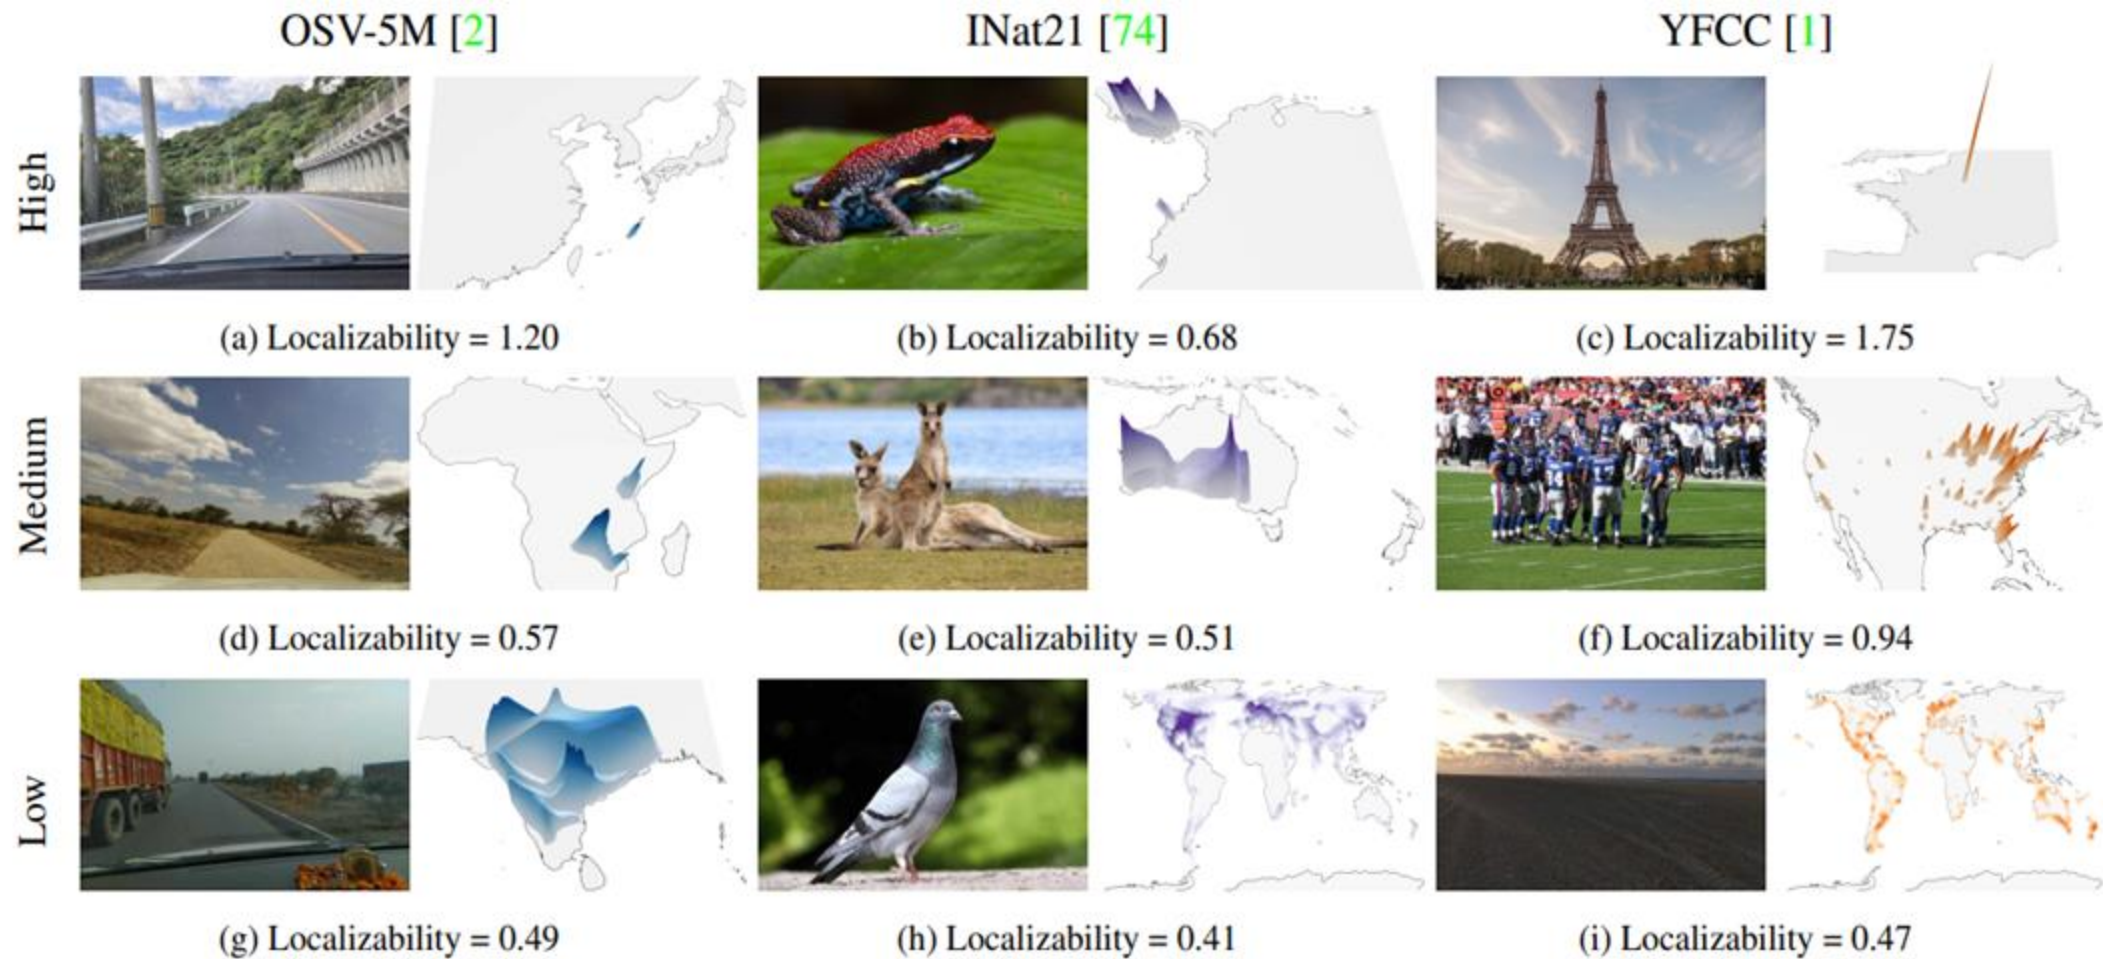 OSV-5M [2] INat21 [74] YFCC [1]
High
(a) Localizability = 1.20 (b) Localizability = 0.68 (c) Localizability = 1.75
Medium
(d) Localizability = 0.57 (e) Localizability = 0.51 (f) Localizability = 0.94
Low
(g) Localizability = 0.49 (h) Localizability = 0.41 (i) Localizability = 0.47